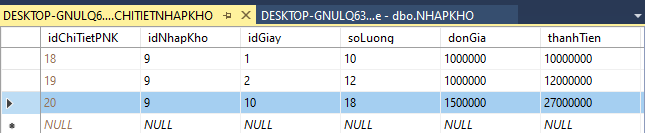 DESKTOP-GNULQ6....CHITIETNHAPKHO DESKTOP-GNULQ63...e - dbo.NHAPKHO
idChiTietPNK idNhapKho idGiay soLuong donGia thanhTien
18 9 1 10 1000000 10000000
19 9 2 12 1000000 12000000
20 9 10 18 1500000 27000000
NULL NULL NULL NULL NULL NULL